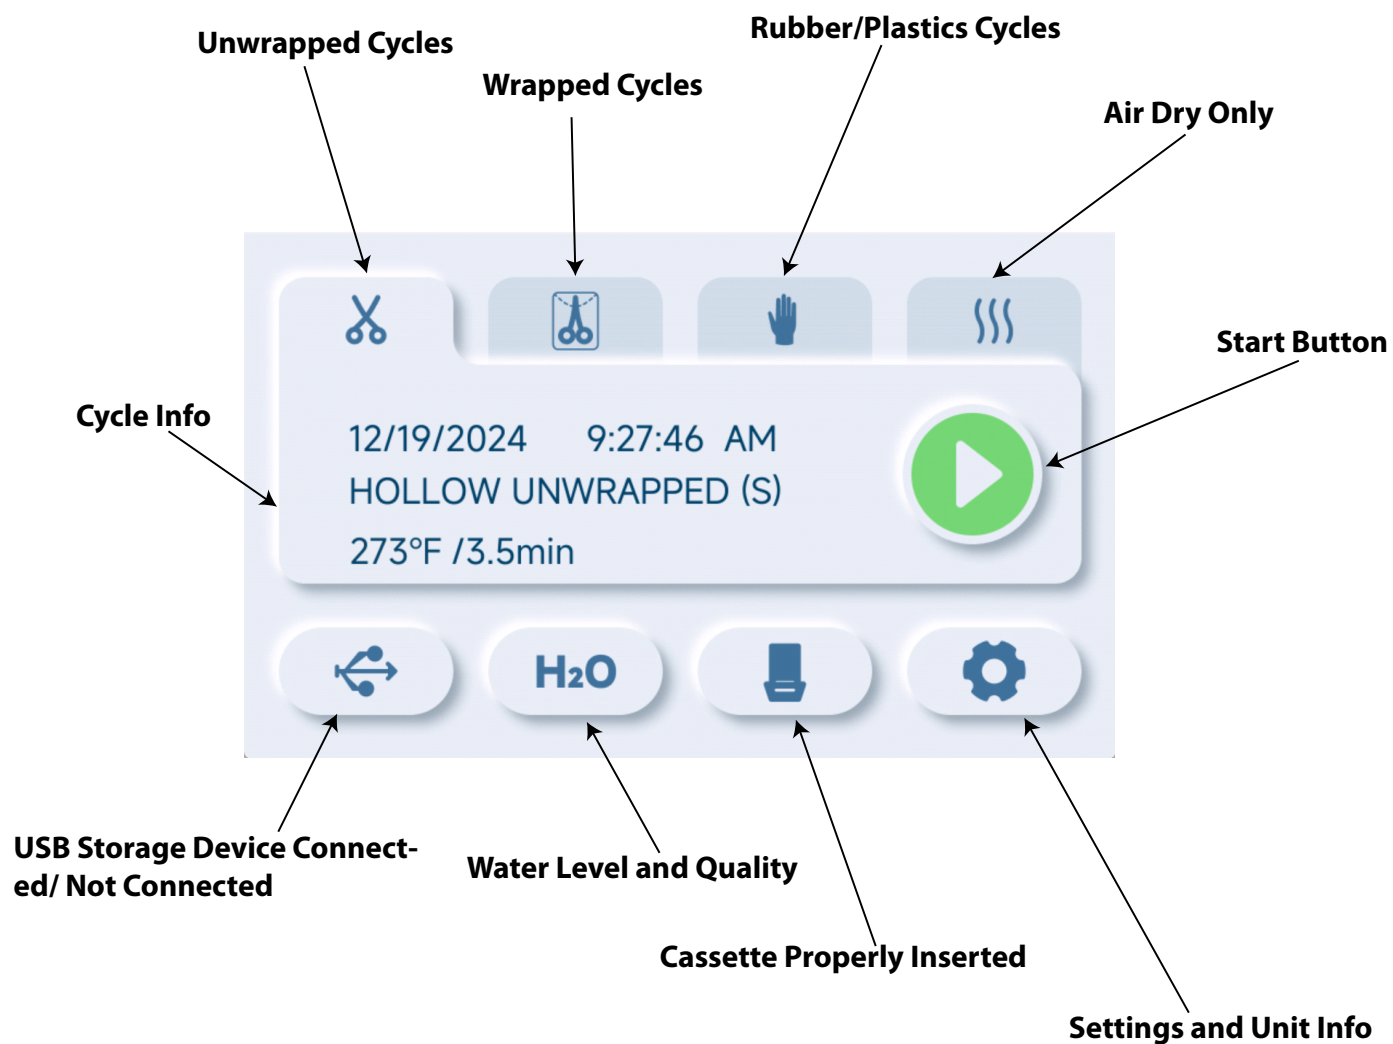 Unwrapped Cycles
Rubber/Plastics Cycles
Wrapped Cycles
Air Dry Only
Start Button
Cycle Info
12/19/2024 9:27:46 AM
HOLLOW UNWRAPPED (S)
273°F /3.5min
H₂O
USB Storage Device Connect-
ed/ Not Connected
Water Level and Quality
Cassette Properly Inserted
Settings and Unit Info